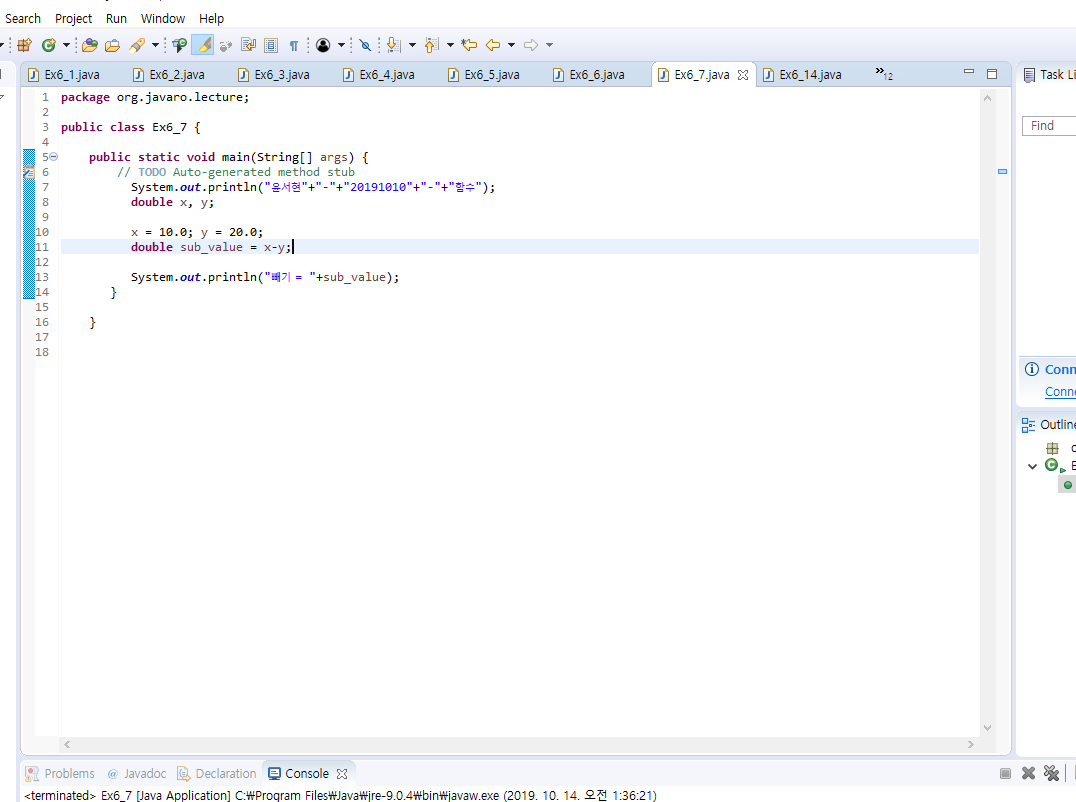 Search Project Run Window Help
Ex6_1.java Ex6_2.java Ex6_3.java Ex6_4.java Ex6_5.java Ex6_6.java Ex6_7.java Ex6_14.java »12 Task Li
1 package org.javaro.lecture;
2
3 public class Ex6_7 {
4
5 public static void main(String[] args) {
6 // TODO Auto-generated method stub
7 System.out.println("윤서현"+"-"+"20191010"+"-"+"함수");
8 double x, y;
9
10 x = 10.0; y = 20.0;
11 double sub_value = x-y;
12
13 System.out.println("빼기 = "+sub_value);
14 }
15
16 }
17
18
Find
Conn
Conne
Outline
Problems @ Javadoc Declaration Console
<terminated> Ex6_7 [Java Application] C:₩Program Files₩Java₩jre-9.0.4₩bin₩javaw.exe (2019. 10. 14. 오전 1:36:21)